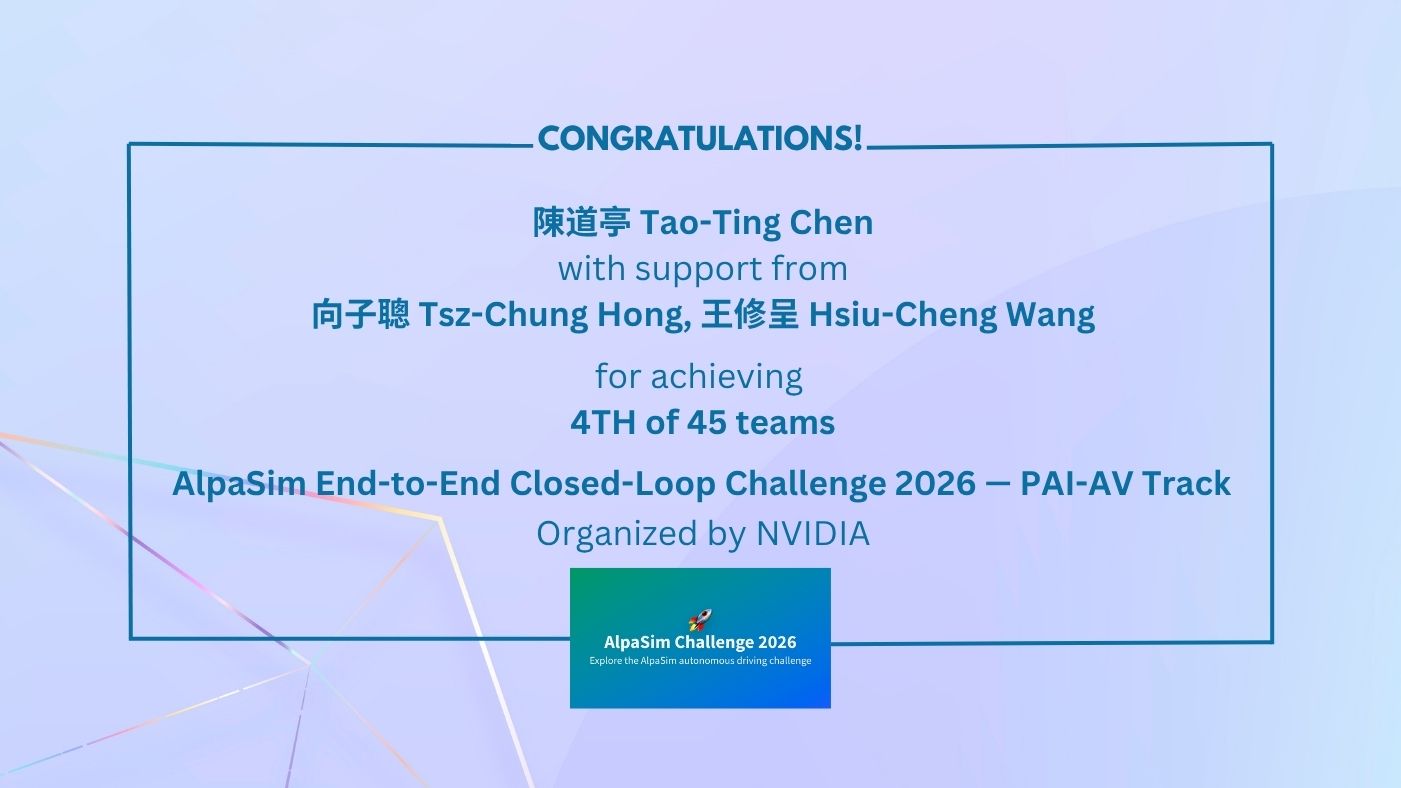 CONGRATULATIONS!
陳道亭 Tao-Ting Chen
with support from
向子聰 Tsz-Chung Hong, 王修呈 Hsiu-Cheng Wang
for achieving
4TH of 45 teams
AlpaSim End-to-End Closed-Loop Challenge 2026 — PAI-AV Track
Organized by NVIDIA
AlpaSim Challenge 2026
Explore the AlpaSim autonomous driving challenge